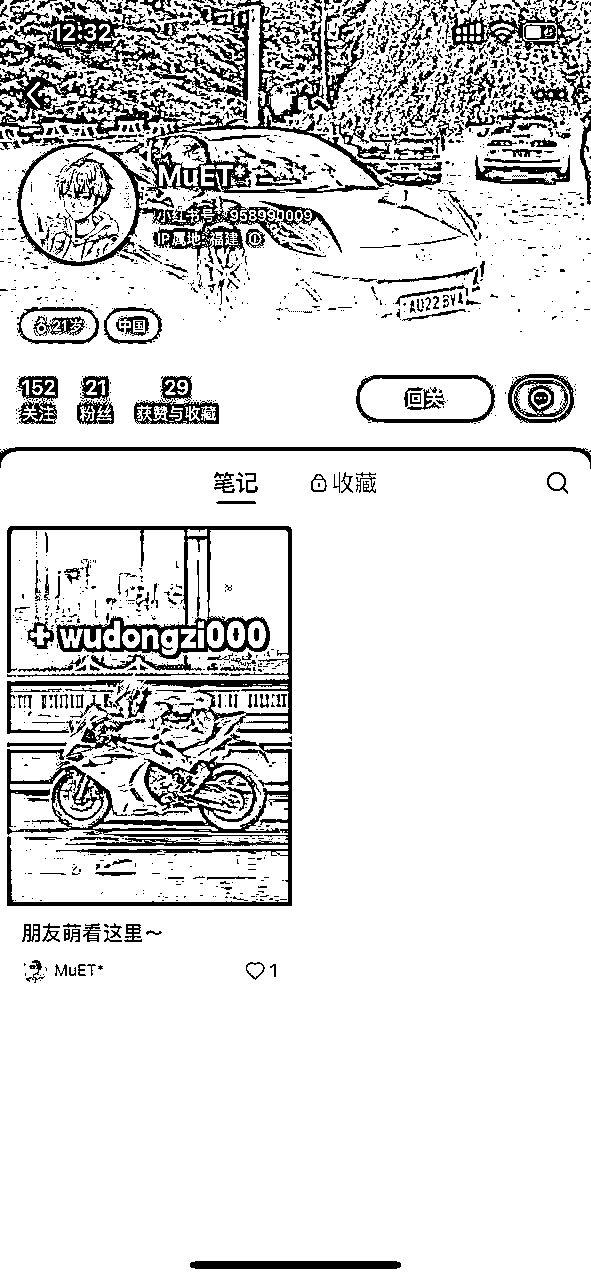 12:32
MuET*
小红书号：958990009
IP属地：福建
21岁
中国
152
21
29
关注
粉丝
获赞与收藏
回关
笔记
收藏
AU22 BYA
+ wudongzi000
朋友萌看这里～
MuET*
1